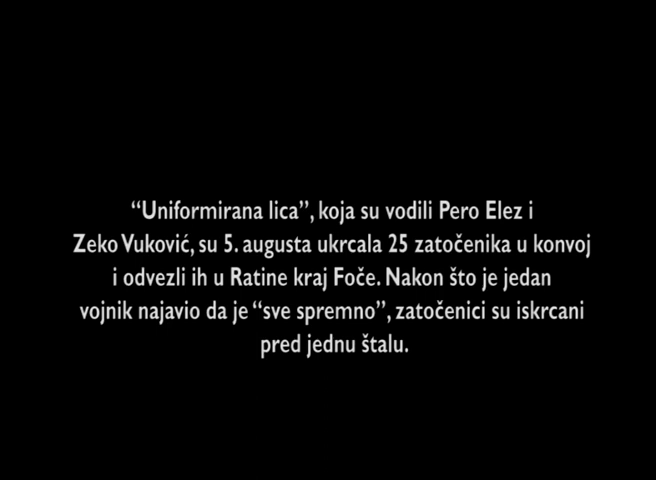 “Uniformirana lica”, koja su vodili Pero Elez i
Zeko Vuković, su 5. augusta ukrcala 25 zatočenika u konvoj
i odvezli ih u Ratine kraj Foče. Nakon što je jedan
vojnik najavio da je “sve spremno”, zatočenici su iskrcani
pred jednu štalu.